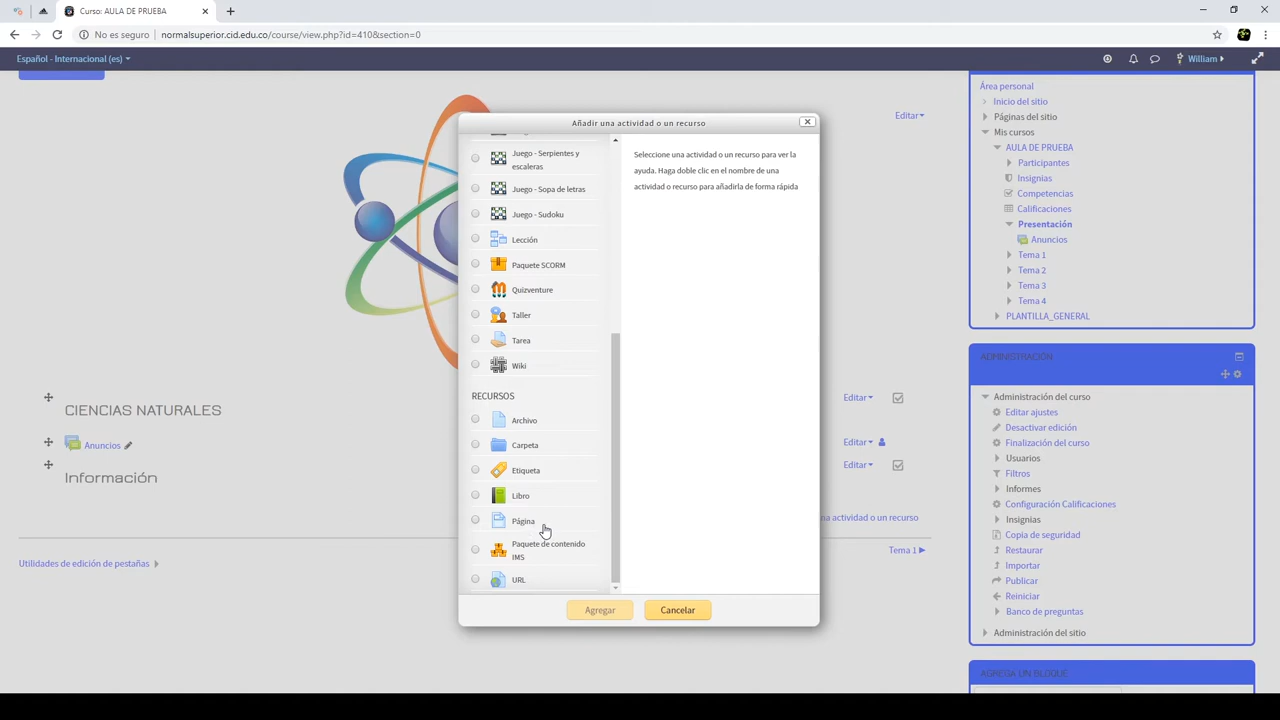 Curso: AULA DE PRUEBA
No es seguro
normalsuperior.cid.edu.co/course/view.php?id=410&section=0
Español - Internacional (es)
William
Editar
Añadir una actividad o un recurso
Juego - Serpientes y
escaleras
Juego - Sopa de letras
Juego - Sudoku
Lección
Paquete SCORM
Quizventure
Taller
Tarea
Wiki
RECURSOS
Archivo
Carpeta
Etiqueta
Libro
Página
Paquete de contenido
IMS
URL
Seleccione una actividad o un recurso para ver la
ayuda. Haga doble clic en el nombre de una
actividad o recurso para añadirla de forma rápida
Agregar
Cancelar
CIENCIAS NATURALES
Editar
Anuncios
Editar
Información
Editar
na actividad o un recurso
Tema 1
Utilidades de edición de pestañas
Área personal
Inicio del sitio
Páginas del sitio
Mis cursos
AULA DE PRUEBA
Participantes
Insignias
Competencias
Calificaciones
Presentación
Anuncios
Tema 1
Tema 2
Tema 3
Tema 4
PLANTILLA_GENERAL
ADMINISTRACIÓN
Administración del curso
Editar ajustes
Desactivar edición
Finalización del curso
Usuarios
Filtros
Informes
Configuración Calificaciones
Insignias
Copia de seguridad
Restaurar
Importar
Publicar
Reiniciar
Banco de preguntas
Administración del sitio
AGREGA UN BLOQUE